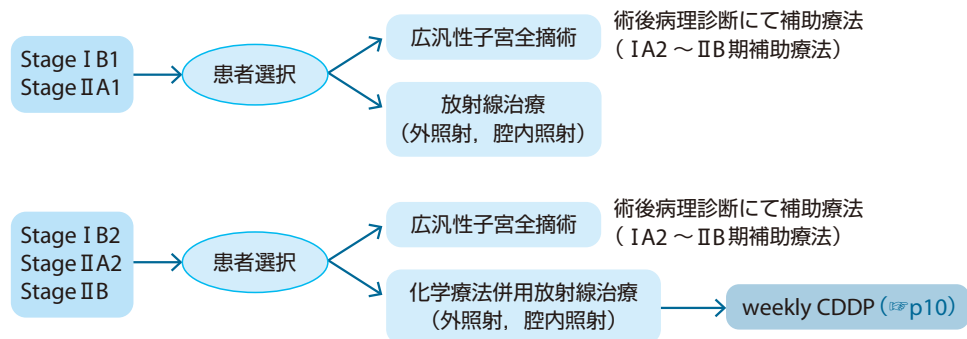 Stage ⅠB1
Stage ⅡA1
患者選択
広汎性子宮全摘術
術後病理診断にて補助療法
(ⅠA2～ⅡB期補助療法)
放射線治療
(外照射，腔内照射)
Stage ⅠB2
Stage ⅡA2
Stage ⅡB
患者選択
広汎性子宮全摘術
術後病理診断にて補助療法
(ⅠA2～ⅡB期補助療法)
化学療法併用放射線治療
(外照射，腔内照射)
weekly CDDP (☞p10)